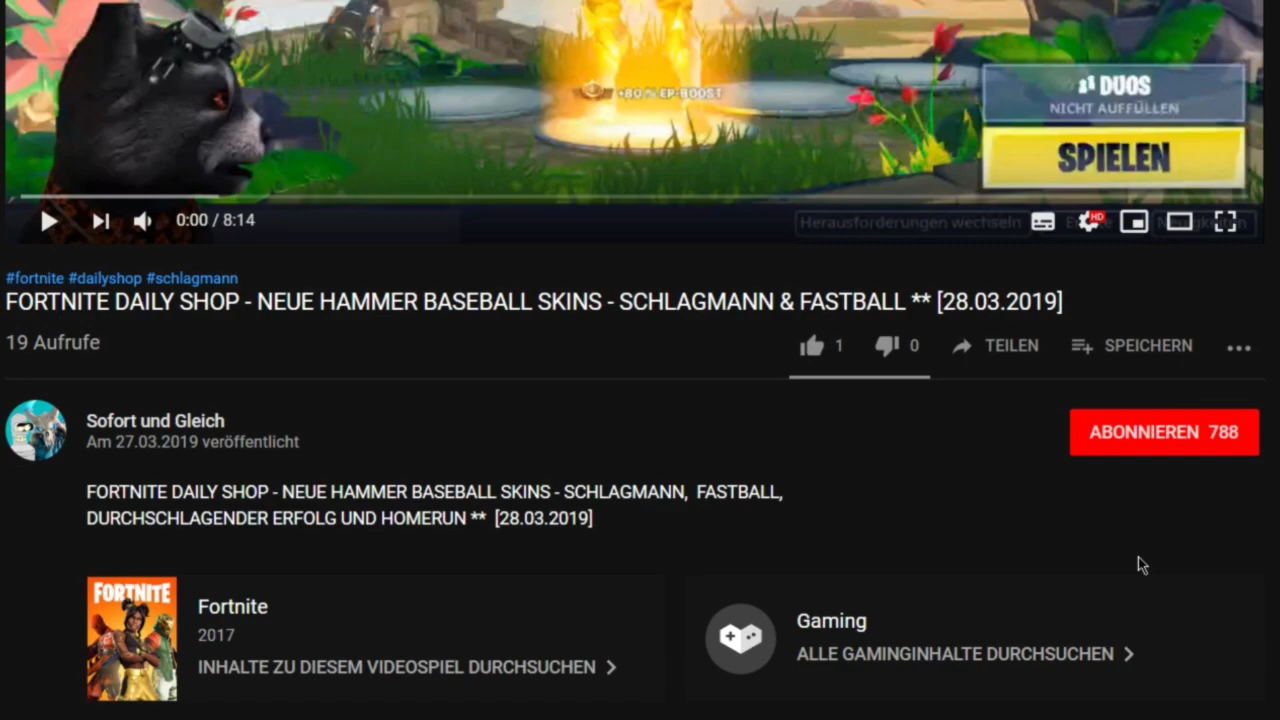 +80 % EP-BOOST
DUOS
NICHT AUFFÜLLEN
SPIELEN
0:00 / 8:14
Herausforderungen wechseln
HD
#fortnite #dailyshop #schlagmann
FORTNITE DAILY SHOP - NEUE HAMMER BASEBALL SKINS - SCHLAGMANN & FASTBALL ** [28.03.2019]
19 Aufrufe
1 0 TEILEN SPEICHERN
Sofort und Gleich
Am 27.03.2019 veröffentlicht
ABONNIEREN 788
FORTNITE DAILY SHOP - NEUE HAMMER BASEBALL SKINS - SCHLAGMANN, FASTBALL,
DURCHSCHLAGENDER ERFOLG UND HOMERUN ** [28.03.2019]
FORTNITE
Fortnite
2017
INHALTE ZU DIESEM VIDEOSPIEL DURCHSUCHEN
Gaming
ALLE GAMINGINHALTE DURCHSUCHEN